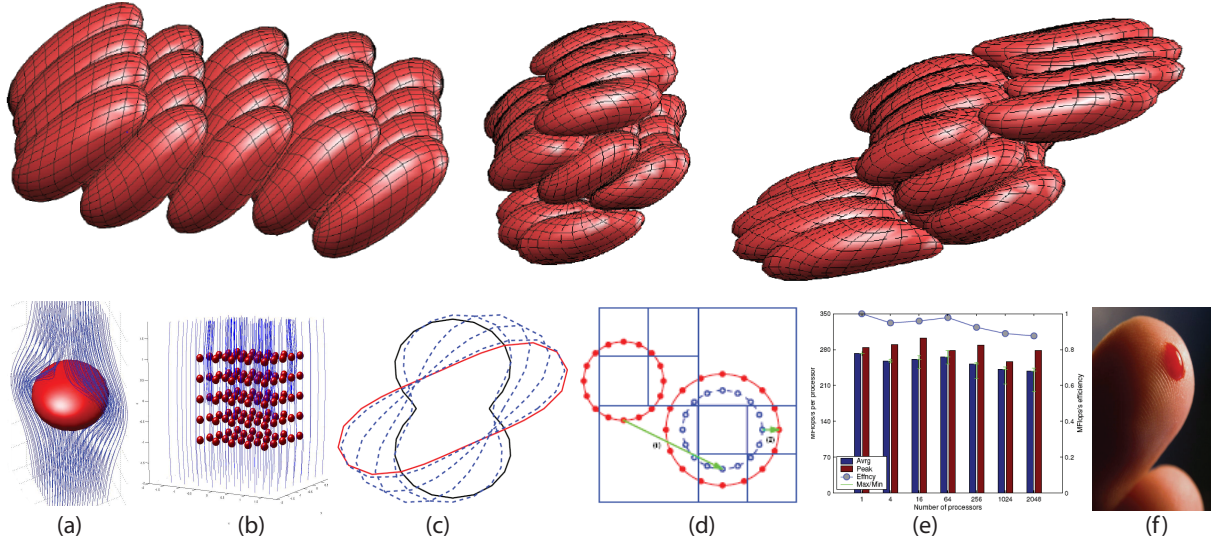 (i)
(ii)
350
280
210
140
70
0
MFlops/s per processor
1
0.8
0.6
0.4
0.2
0
MFlops/s efficiency
Avrg
Peak
Effncy
Max/Min
1 4 16 64 256 1024 2048
Number of processors
(a) (b) (c) (d) (e) (f)